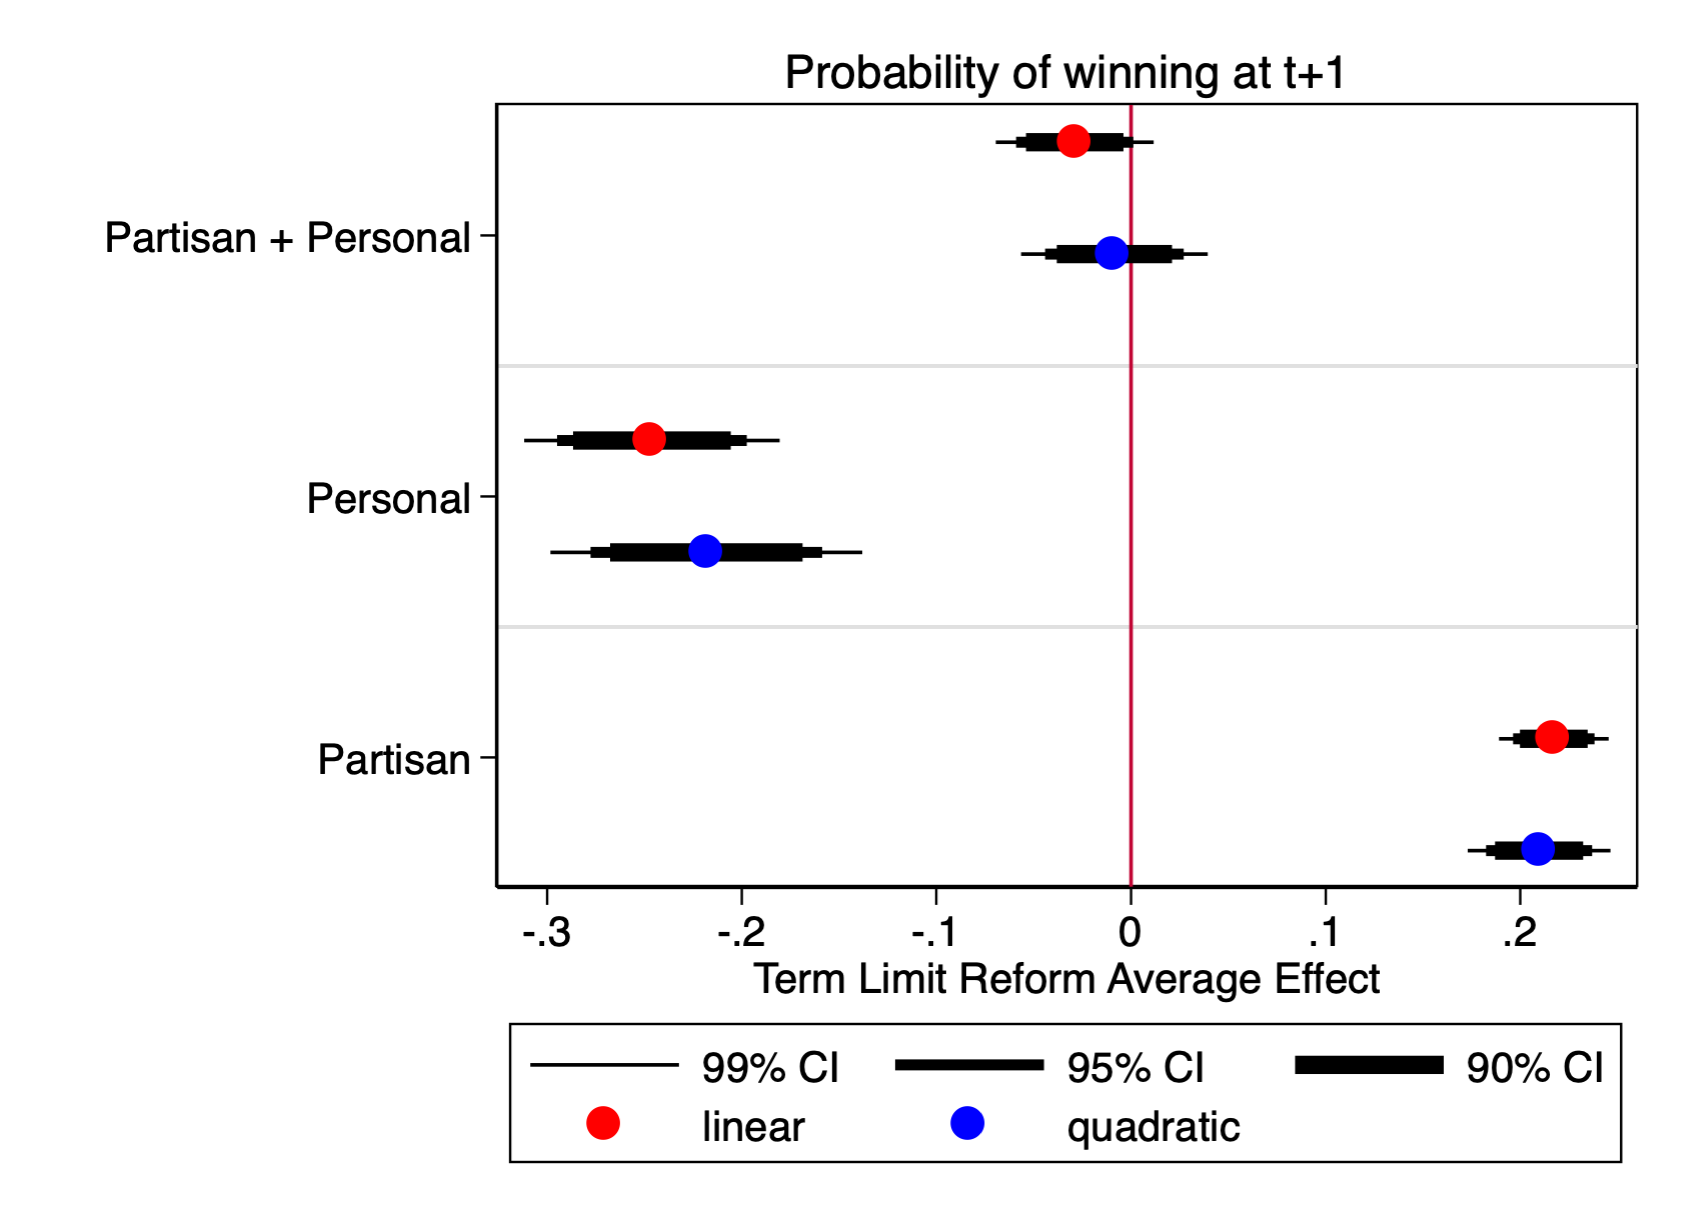 Probability of winning at t+1
Partisan + Personal
Personal
Partisan
-.3 -.2 -.1 0 .1 .2
Term Limit Reform Average Effect
99% CI 95% CI 90% CI
linear quadratic